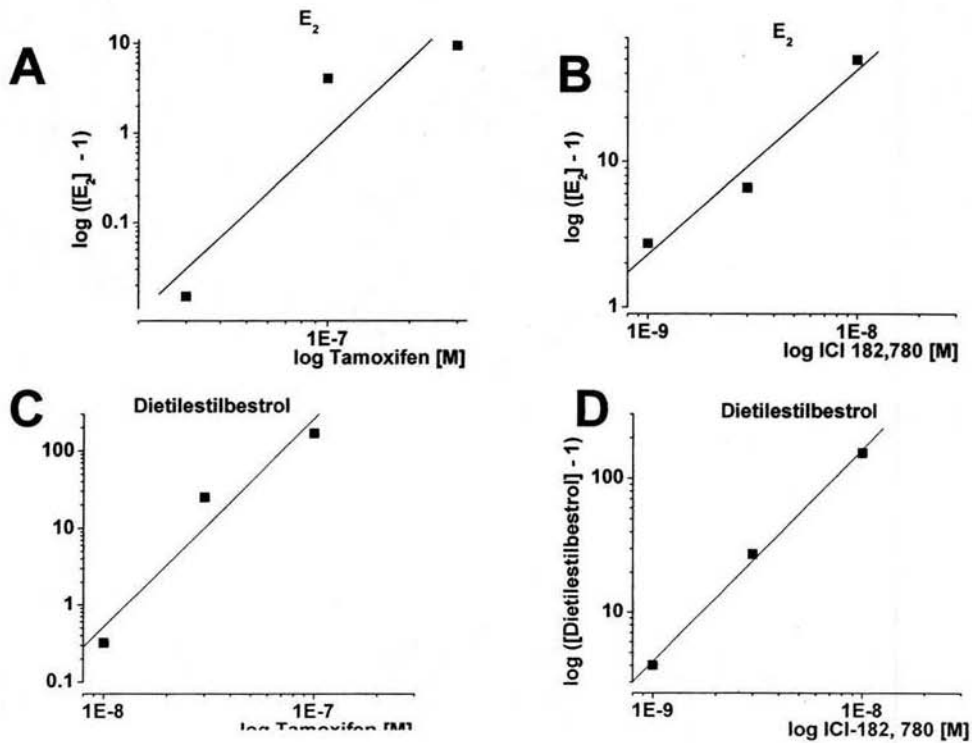 A
E2
10
1
0.1
log ([E2] - 1)
1E-7
log Tamoxifen [M]
B
E2
10
1
log ([E2] - 1)
1E-9
1E-8
log ICI 182,780 [M]
C
Dietilestilbestrol
100
10
1
0.1
1E-8
1E-7
log Tamoxifen [M]
D
Dietilestilbestrol
100
10
log ([Dietilestilbestrol] - 1)
1E-9
1E-8
log ICI-182, 780 [M]